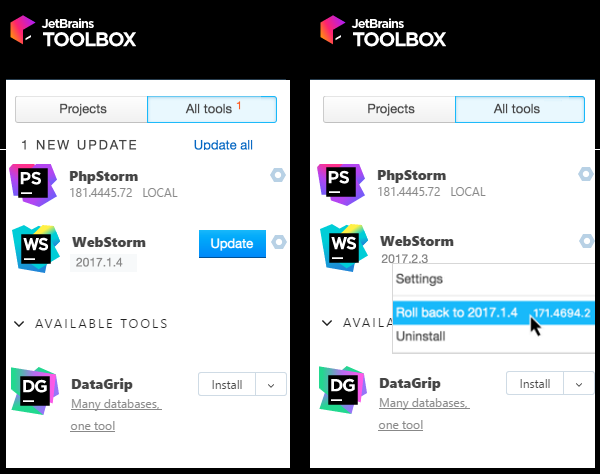 JetBrains
TOOLBOX
Projects
All tools 1
1 NEW UPDATE
Update all
PS
PhpStorm
181.4445.72 LOCAL
WS
WebStorm
Update
2017.1.4
AVAILABLE TOOLS
DG
DataGrip
Install
Many databases,
one tool
JetBrains
TOOLBOX
Projects
All tools
PS
PhpStorm
181.4445.72 LOCAL
WS
WebStorm
2017.2.3
Settings
Roll back to 2017.1.4 171.4694.2
AVAILA
Uninstall
DG
DataGrip
Install
Many databases,
one tool